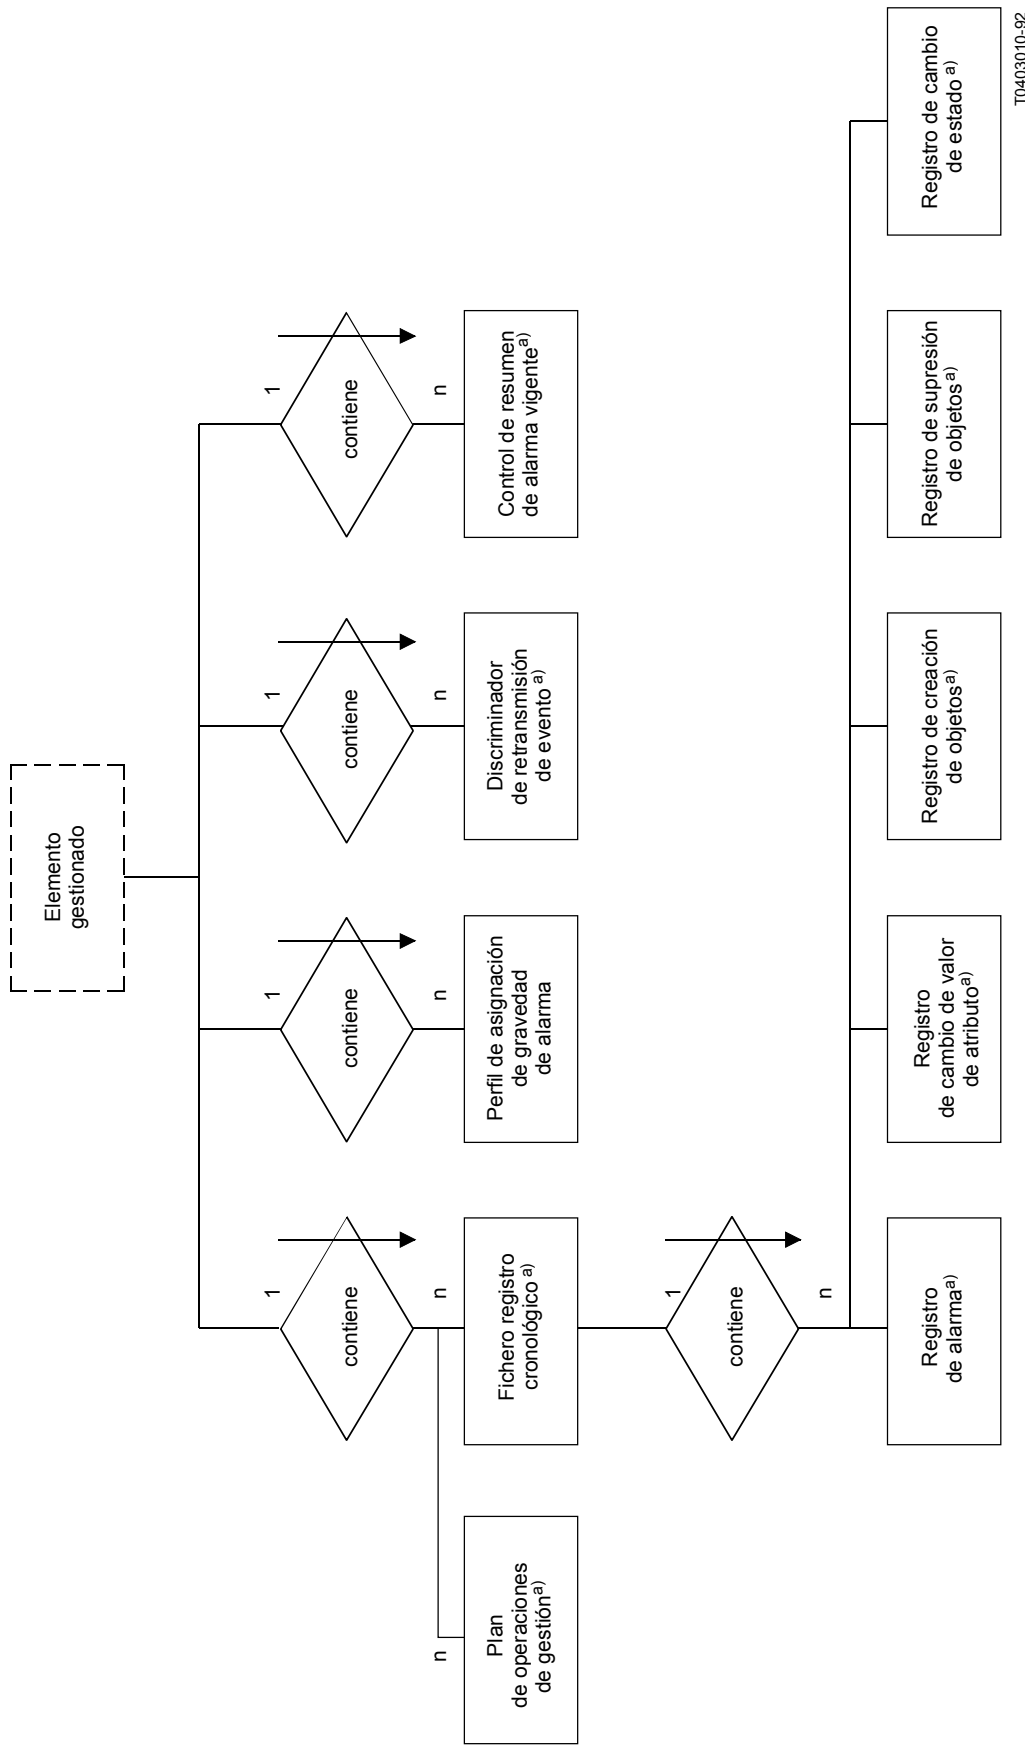 Elemento
gestionado
1
contiene
n
1
contiene
n
1
contiene
n
1
contiene
n
n
Plan
de operaciones
de gestión a)
Fichero registro
cronológico a)
Perfil de asignación
de gravedad
de alarma
Discriminador
de retransmisión
de evento a)
Control de resumen
de alarma vigente a)
1
contiene
n
Registro
de alarma a)
Registro
de cambio de valor
de atributo a)
Registro de creación
de objetos a)
Registro de supresión
de objetos a)
Registro de cambio
de estado a)
T0403010-92